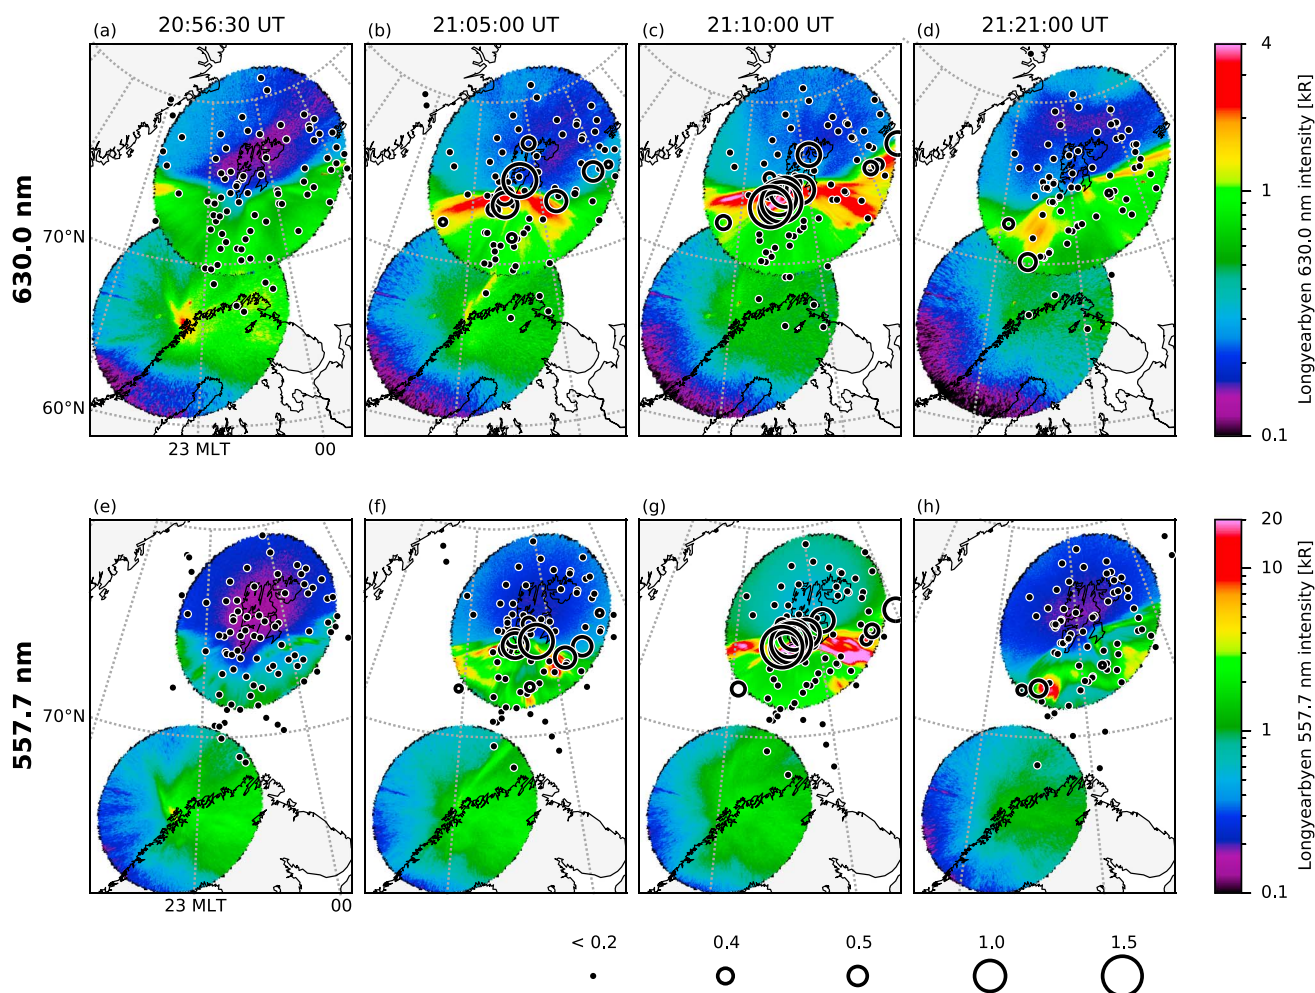 20:56:30 UT
21:05:00 UT
21:10:00 UT
21:21:00 UT
(a)
(b)
(c)
(d)
4
1
0.1
Longyearbyen 630.0 nm intensity [kR]
630.0 nm
70°N
60°N
23 MLT
00
(e)
(f)
(g)
(h)
20
10
1
0.1
Longyearbyen 557.7 nm intensity [kR]
557.7 nm
70°N
23 MLT
00
< 0.2
0.4
0.5
1.0
1.5